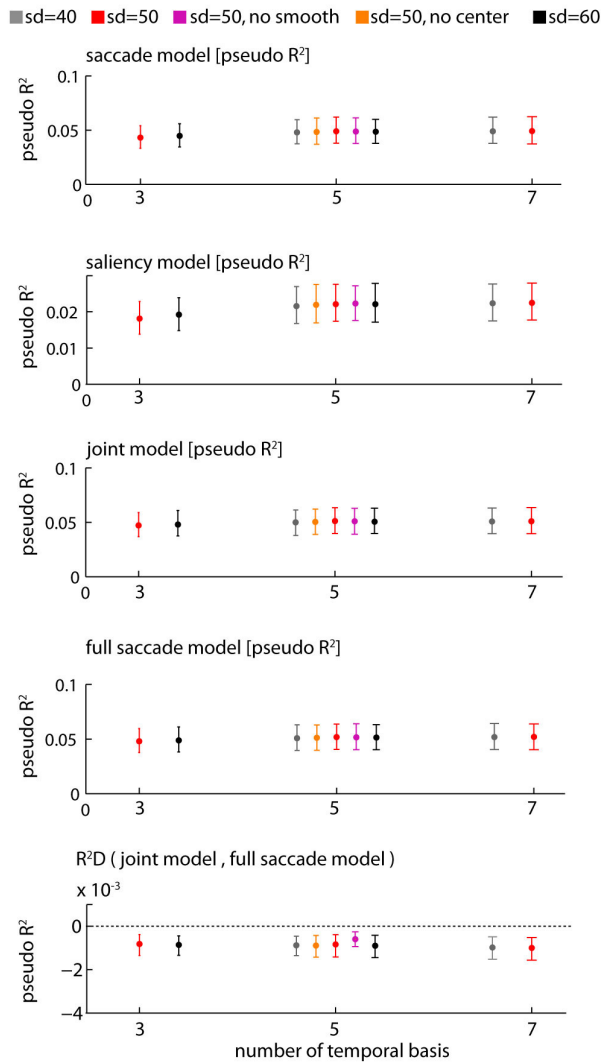 sd=40 sd=50 sd=50, no smooth sd=50, no center sd=60
saccade model [pseudo R²]
0.1
0.05
0
0 3 5 7
pseudo R²
saliency model [pseudo R²]
0.02
0.01
0
0 3 5 7
pseudo R²
joint model [pseudo R²]
0.1
0.05
0
0 3 5 7
pseudo R²
full saccade model [pseudo R²]
0.1
0.05
0
0 3 5 7
pseudo R²
R²D ( joint model , full saccade model )
x 10⁻³
0
−2
−4
3 5 7
pseudo R²
number of temporal basis